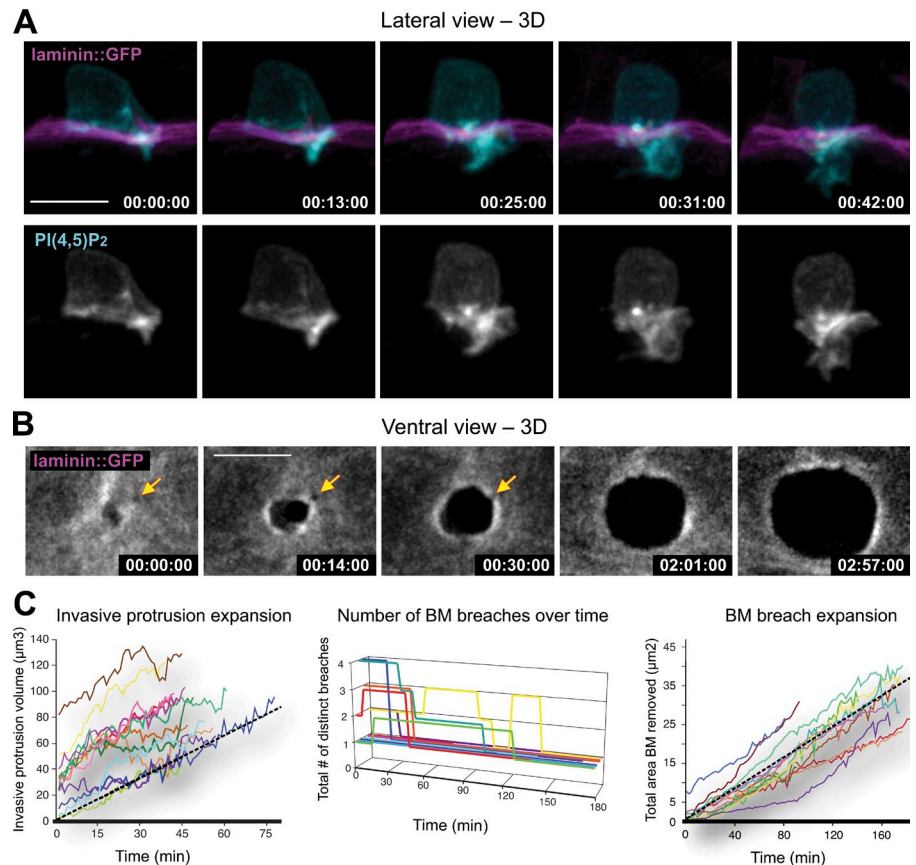 A
Lateral view – 3D
laminin::GFP
00:00:00
00:13:00
00:25:00
00:31:00
00:42:00
PI(4,5)P2
B
Ventral view – 3D
laminin::GFP
00:00:00
00:14:00
00:30:00
02:01:00
02:57:00
C
Invasive protrusion expansion
Invasive protrusion volume (µm3)
140
120
100
80
60
40
20
0
0
15
30
45
60
75
Time (min)
Number of BM breaches over time
Total # of distinct breaches
4
3
2
1
0
0
30
60
90
120
150
180
Time (min)
BM breach expansion
Total area BM removed (µm2)
45
35
25
15
5
0
0
40
80
120
160
Time (min)